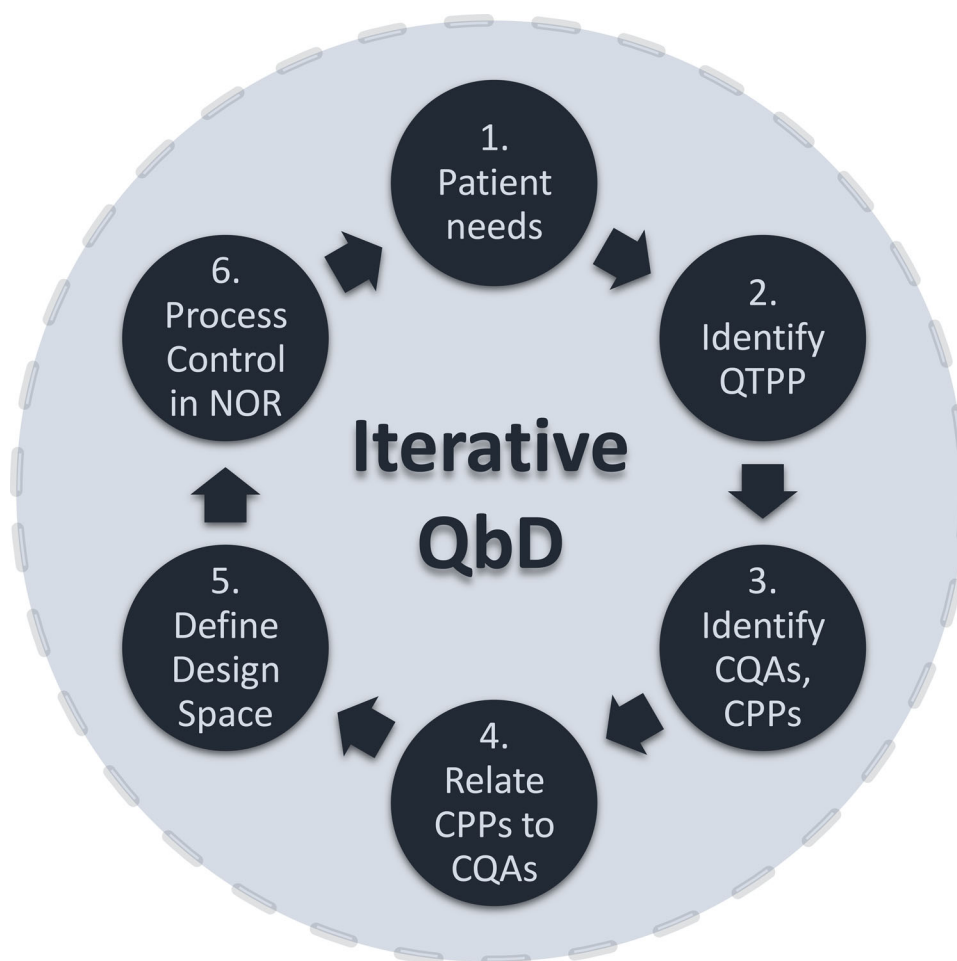 1.
Patient
needs
2.
Identify
QTPP
3.
Identify
CQAs,
CPPs
4.
Relate
CPPs to
CQAs
5.
Define
Design
Space
6.
Process
Control
in NOR
Iterative
QbD